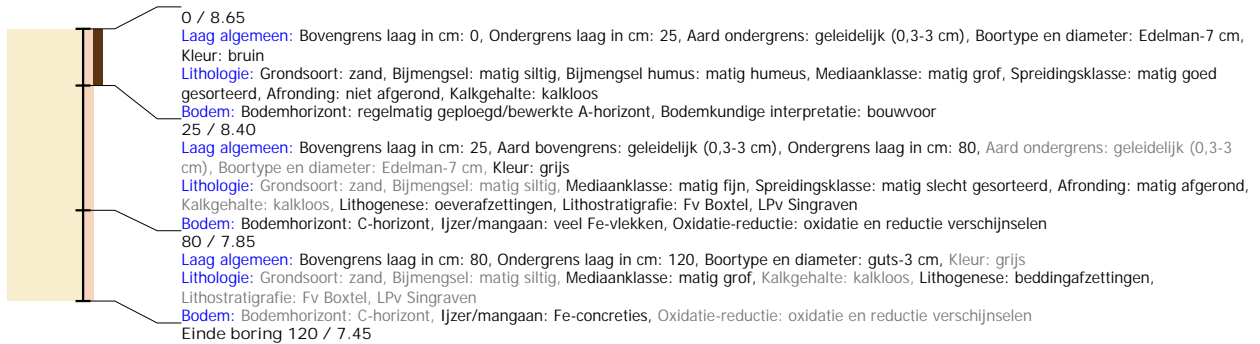 0 / 8.65
Laag algemeen: Bovengrens laag in cm: 0, Ondergrens laag in cm: 25, Aard ondergrens: geleidelijk (0,3-3 cm), Boortype en diameter: Edelman-7 cm,
Kleur: bruin
Lithologie: Grondsoort: zand, Bijmengsel: matig siltig, Bijmengsel humus: matig humeus, Mediaanklasse: matig grof, Spreidingsklasse: matig goed
gesorteerd, Afronding: niet afgerond, Kalkgehalte: kalkloos
Bodem: Bodemhorizont: regelmatig geploegd/bewerkte A-horizont, Bodemkundige interpretatie: bouwvoor
25 / 8.40
Laag algemeen: Bovengrens laag in cm: 25, Aard bovengrens: geleidelijk (0,3-3 cm), Ondergrens laag in cm: 80, Aard ondergrens: geleidelijk (0,3-3
cm), Boortype en diameter: Edelman-7 cm, Kleur: grijs
Lithologie: Grondsoort: zand, Bijmengsel: matig siltig, Mediaanklasse: matig fijn, Spreidingsklasse: matig slecht gesorteerd, Afronding: matig afgerond,
Kalkgehalte: kalkloos, Lithogenese: oeverafzettingen, Lithostratigrafie: Fv Boxtel, LPv Singraven
Bodem: Bodemhorizont: C-horizont, Ijzer/mangaan: veel Fe-vlekken, Oxidatie-reductie: oxidatie en reductie verschijnselen
80 / 7.85
Laag algemeen: Bovengrens laag in cm: 80, Ondergrens laag in cm: 120, Boortype en diameter: guts-3 cm, Kleur: grijs
Lithologie: Grondsoort: zand, Bijmengsel: matig siltig, Mediaanklasse: matig grof, Kalkgehalte: kalkloos, Lithogenese: beddingafzettingen,
Lithostratigrafie: Fv Boxtel, LPv Singraven
Bodem: Bodemhorizont: C-horizont, Ijzer/mangaan: Fe-concreties, Oxidatie-reductie: oxidatie en reductie verschijnselen
Einde boring 120 / 7.45